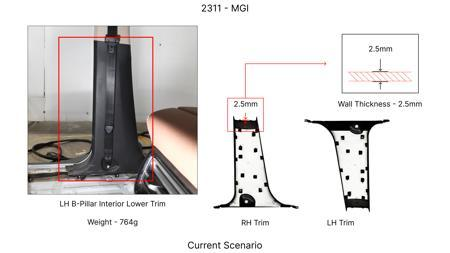 2311 - MGI
2.5mm
2.5mm
Wall Thickness - 2.5mm
LH B-Pillar Interior Lower Trim
Weight - 764g
RH Trim
LH Trim
Current Scenario